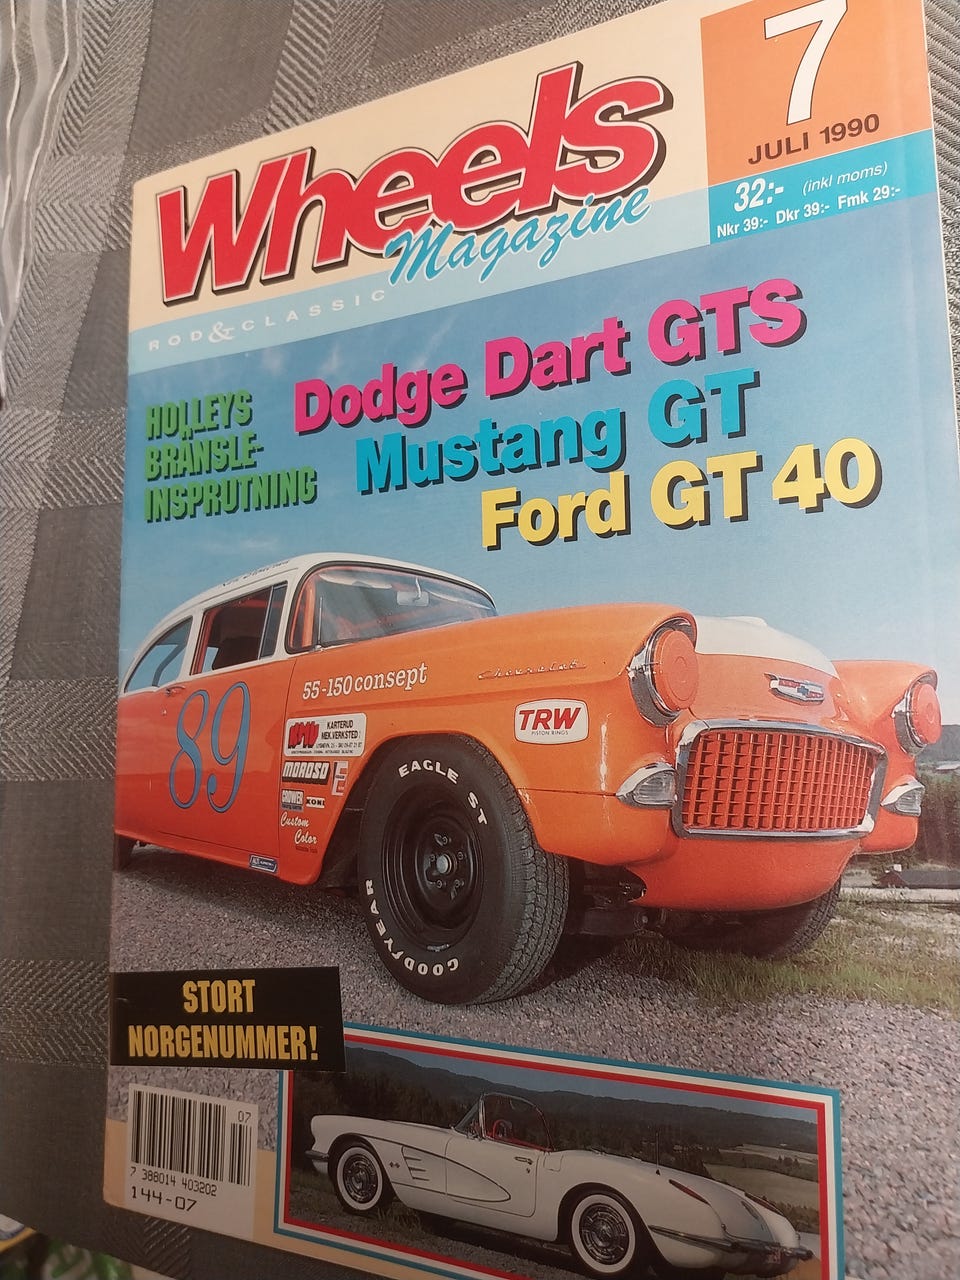 7
JULI 1990
32:- (inkl moms)
Nkr 39:- Dkr 39:- Fmk 29:-
Wheels
Magazine
ROD & CLASSIC
Dodge Dart GTS
Mustang GT
Ford GT 40
HOLLEYS
BRÄNSLE-
INSPRUTNING
55-150 consept
Chevrolet
89
TRW
PISTON RINGS
KARTERUD
MEK.VERKSTED
MOROSO
KONI
Custom
Color
EAGLE ST
GOODYEAR
STORT
NORGENUMMER!
07
7 388014 403202
144-07